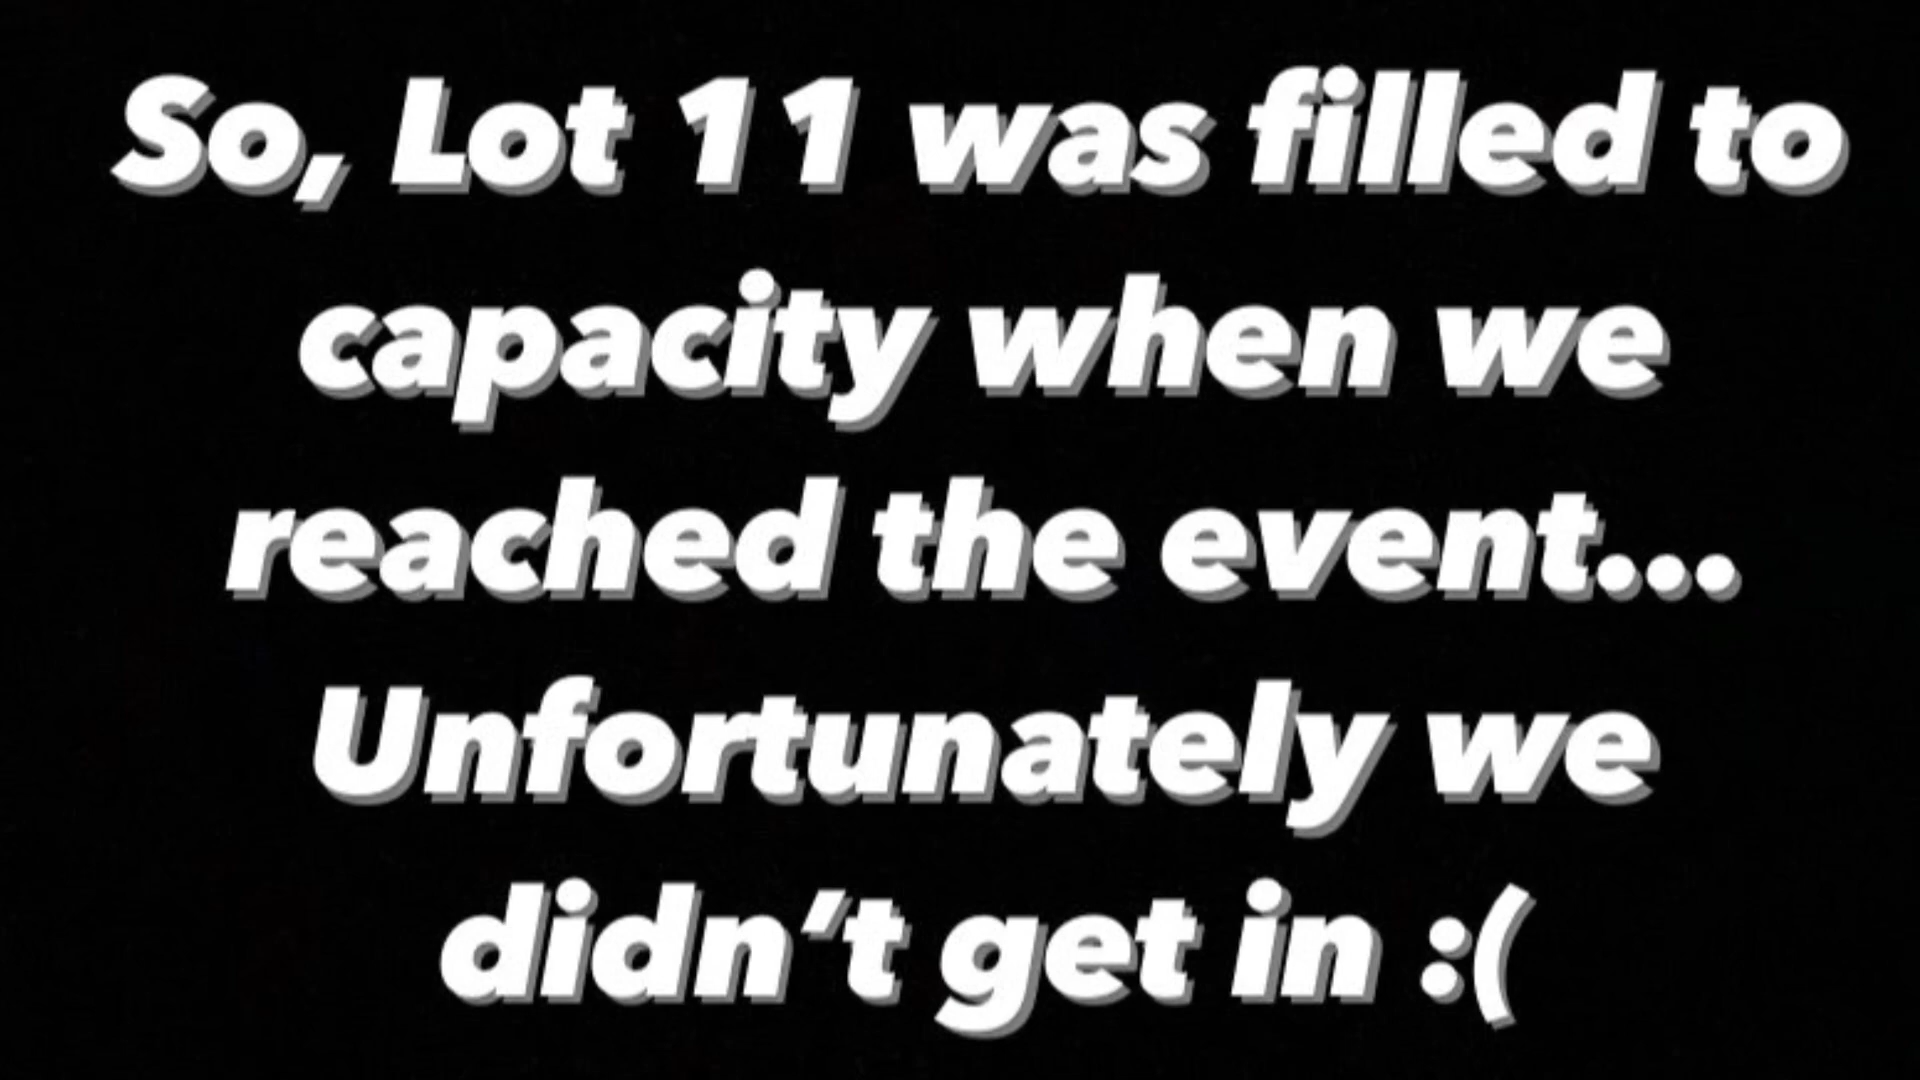 So, Lot 11 was filled to
capacity when we
reached the event...
Unfortunately we
didn’t get in :(